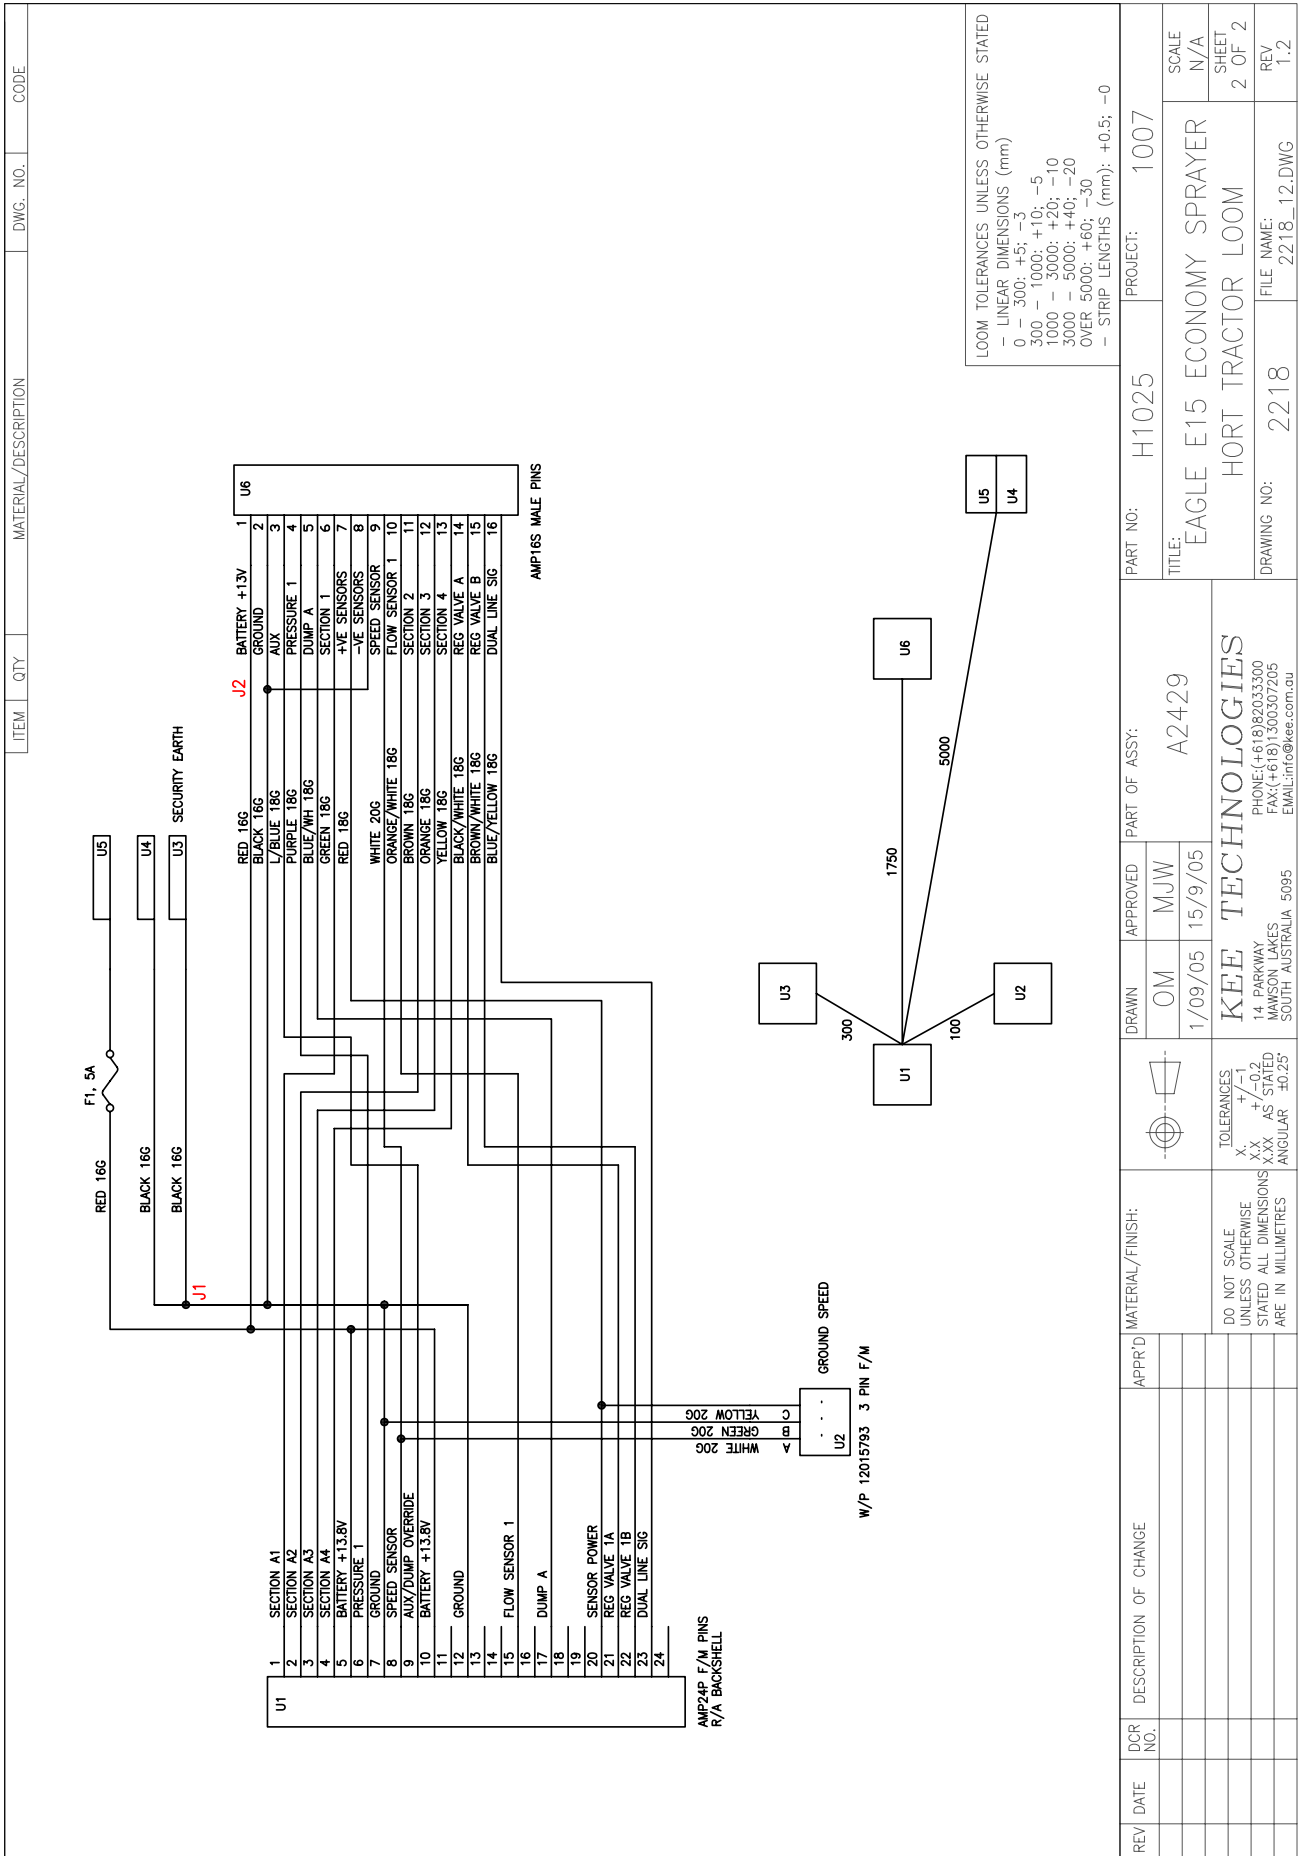 ITEM
QTY
MATERIAL/DESCRIPTION
DWG. NO.
CODE
U5
U4
U3
SECURITY EARTH
F1, 5A
RED 16G
BLACK 16G
BLACK 16G
J1
J2
U1
1 SECTION A1
2 SECTION A2
3 SECTION A3
4 SECTION A4
5 BATTERY +13.8V
6 PRESSURE 1
7 GROUND
8 SPEED SENSOR
9 AUX/DUMP OVERRIDE
10 BATTERY +13.8V
11
12 GROUND
13
14
15 FLOW SENSOR 1
16
17 DUMP A
18
19
20 SENSOR POWER
21 REG VALVE 1A
22 REG VALVE 1B
23 DUAL LINE SIG
24
AMP24P F/M PINS
R/A BACKSHELL
RED 16G BATTERY +13V 1
BLACK 16G GROUND 2
L/BLUE 18G AUX 3
PURPLE 18G PRESSURE 1 4
BLUE/WH 18G DUMP A 5
GREEN 18G SECTION 1 6
RED 18G +VE SENSORS 7
-VE SENSORS 8
WHITE 20G SPEED SENSOR 9
ORANGE/WHITE 18G FLOW SENSOR 1 10
BROWN 18G SECTION 2 11
ORANGE 18G SECTION 3 12
YELLOW 18G SECTION 4 13
BLACK/WHITE 18G REG VALVE A 14
BROWN/WHITE 18G REG VALVE B 15
BLUE/YELLOW 18G DUAL LINE SIG 16
U6
AMP16S MALE PINS
WHITE 20G A
GREEN 20G B
YELLOW 20G C
U2
GROUND SPEED
W/P 12015793 3 PIN F/M
U3
300
U1
100
U2
1750
U6
5000
U5
U4
LOOM TOLERANCES UNLESS OTHERWISE STATED
- LINEAR DIMENSIONS (mm)
0 - 300: +5; -3
300 - 1000: +10; -5
1000 - 3000: +20; -10
3000 - 5000: +40; -20
OVER 5000: +60; -30
- STRIP LENGTHS (mm): +0.5; -0
REV
DATE
DCR
NO.
DESCRIPTION OF CHANGE
APPR'D
MATERIAL/FINISH:
DO NOT SCALE
UNLESS OTHERWISE
STATED ALL DIMENSIONS
ARE IN MILLIMETRES
TOLERANCES
X. +/-1
X.X +/-0.2
X.XX AS STATED
ANGULAR ±0.25°
DRAWN
OM
1/09/05
APPROVED
MJW
15/9/05
PART OF ASSY:
A2429
KEE TECHNOLOGIES
14 PARKWAY
MAWSON LAKES
SOUTH AUSTRALIA 5095
PHONE:(+618)82033300
FAX:(+618)1300307205
EMAIL:info@kee.com.au
PART NO:
H1025
PROJECT:
1007
TITLE:
EAGLE E15 ECONOMY SPRAYER
HORT TRACTOR LOOM
SCALE
N/A
SHEET
2 OF 2
DRAWING NO:
2218
FILE NAME:
2218_12.DWG
REV
1.2